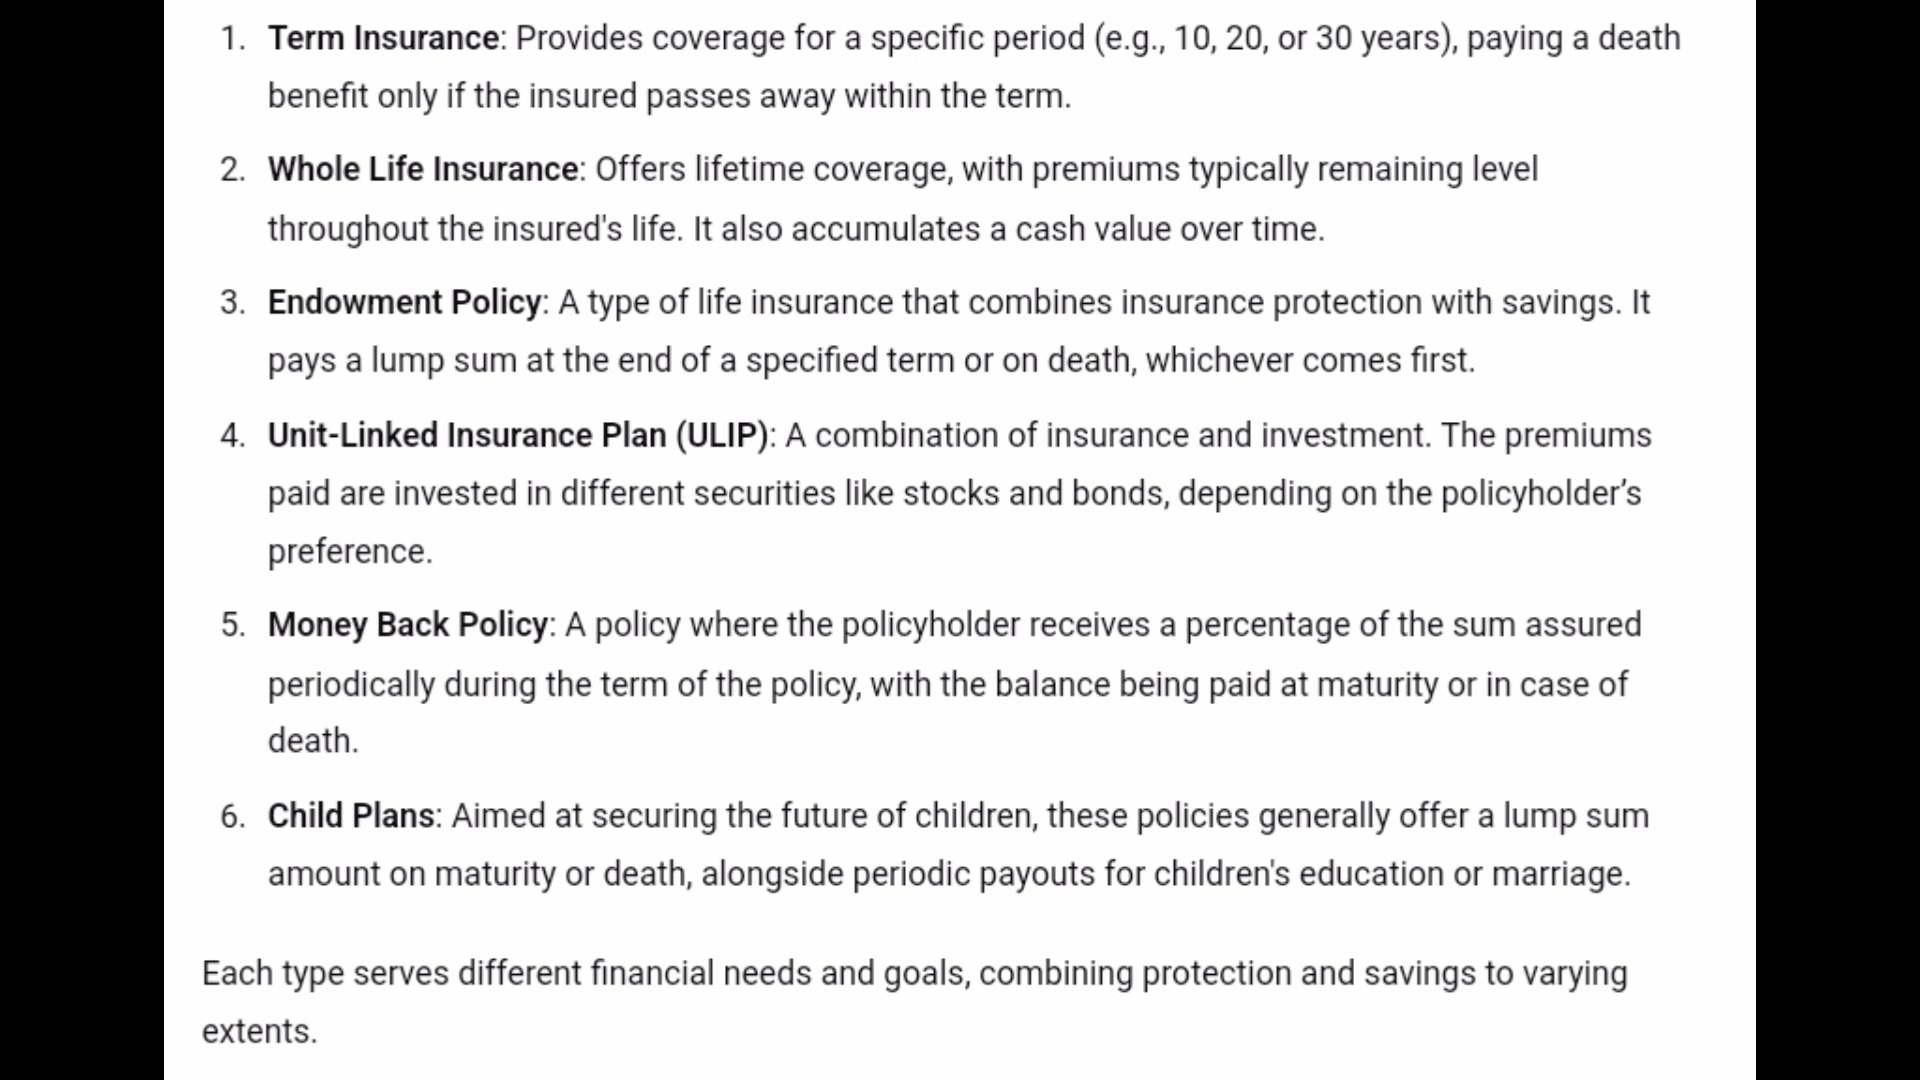 1. Term Insurance: Provides coverage for a specific period (e.g., 10, 20, or 30 years), paying a death
benefit only if the insured passes away within the term.
2. Whole Life Insurance: Offers lifetime coverage, with premiums typically remaining level
throughout the insured's life. It also accumulates a cash value over time.
3. Endowment Policy: A type of life insurance that combines insurance protection with savings. It
pays a lump sum at the end of a specified term or on death, whichever comes first.
4. Unit-Linked Insurance Plan (ULIP): A combination of insurance and investment. The premiums
paid are invested in different securities like stocks and bonds, depending on the policyholder’s
preference.
5. Money Back Policy: A policy where the policyholder receives a percentage of the sum assured
periodically during the term of the policy, with the balance being paid at maturity or in case of
death.
6. Child Plans: Aimed at securing the future of children, these policies generally offer a lump sum
amount on maturity or death, alongside periodic payouts for children's education or marriage.
Each type serves different financial needs and goals, combining protection and savings to varying
extents.